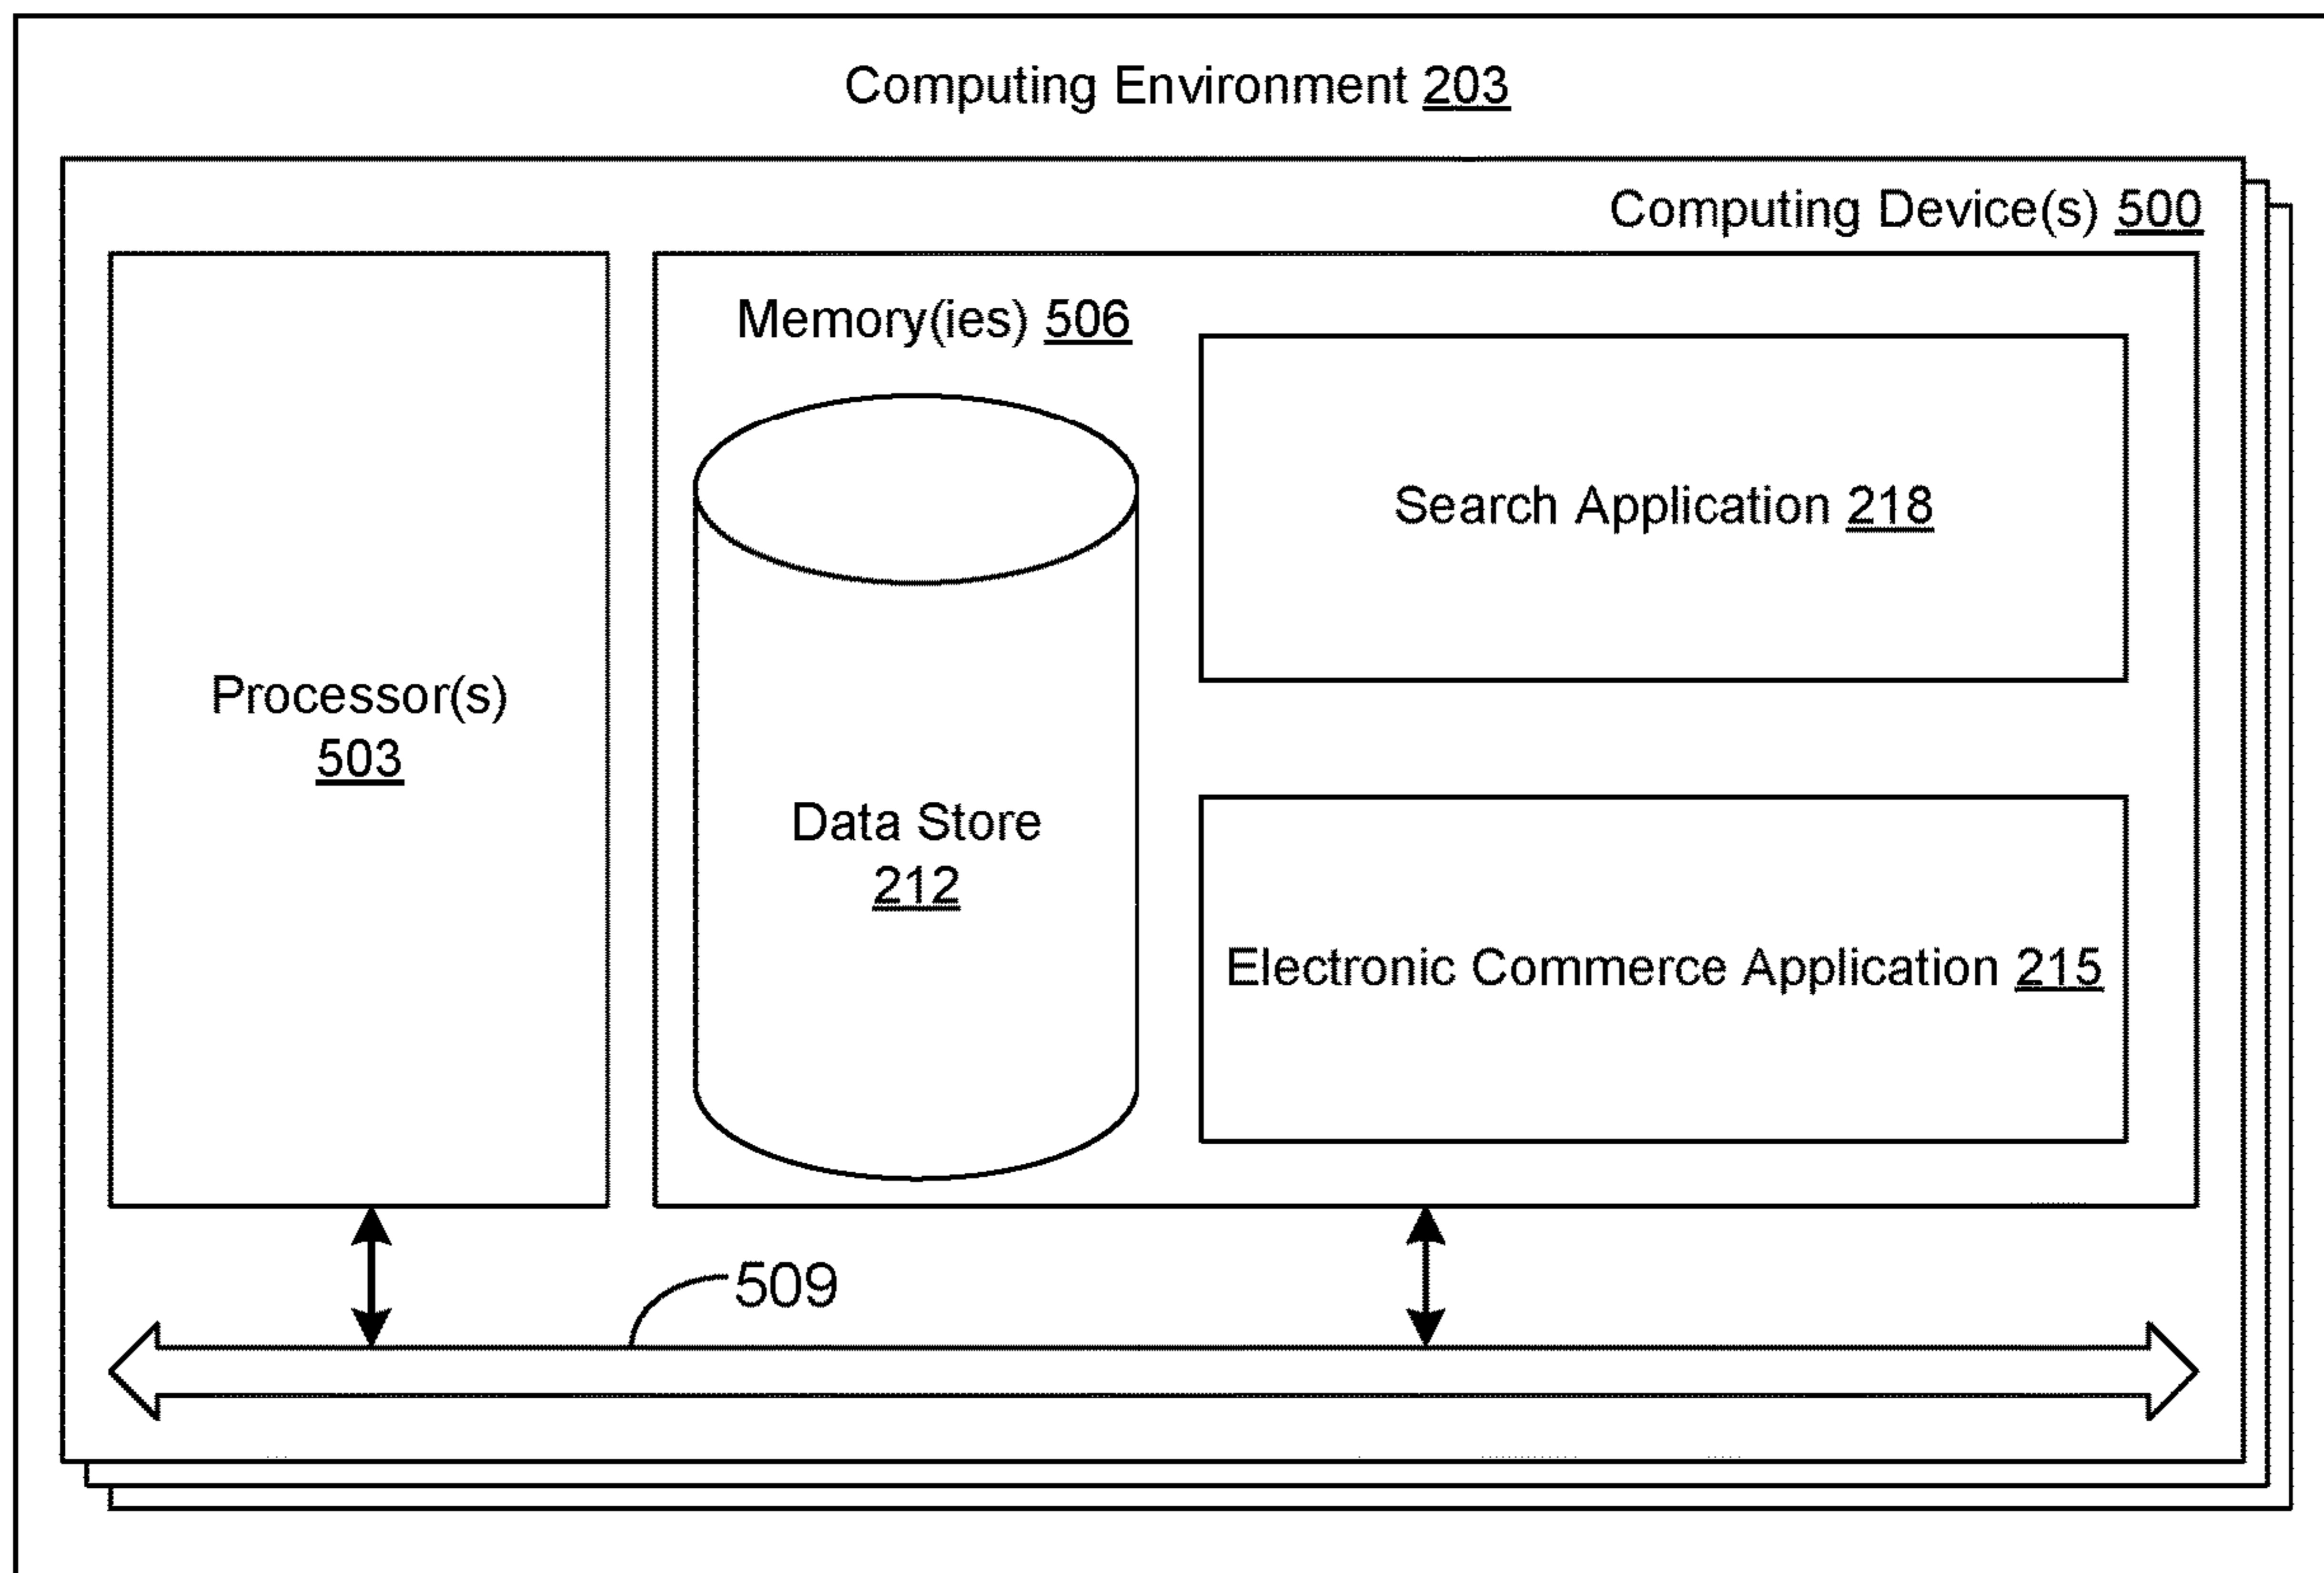 Computing Environment 203
Computing Device(s) 500
Memory(ies) 506
Search Application 218
Processor(s)
503
Data Store
212
Electronic Commerce Application 215
509